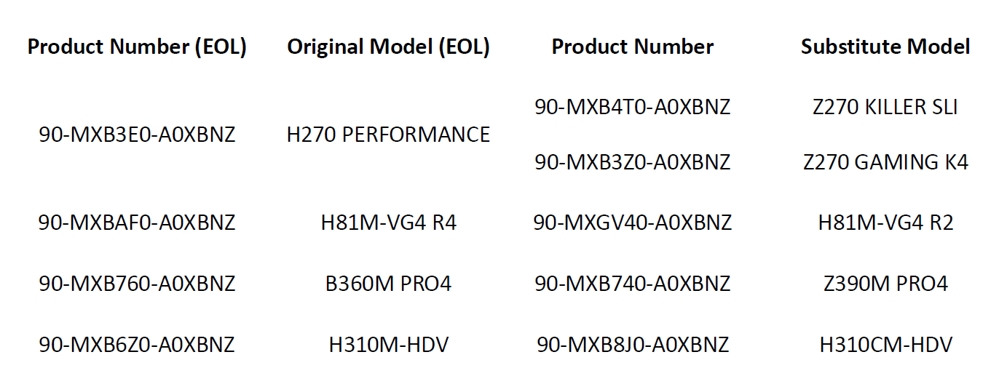 Product Number (EOL) Original Model (EOL) Product Number Substitute Model
90-MXB3E0-A0XBNZ H270 PERFORMANCE 90-MXB4T0-A0XBNZ Z270 KILLER SLI
90-MXB3Z0-A0XBNZ Z270 GAMING K4
90-MXBAF0-A0XBNZ H81M-VG4 R4 90-MXGV40-A0XBNZ H81M-VG4 R2
90-MXB760-A0XBNZ B360M PRO4 90-MXB740-A0XBNZ Z390M PRO4
90-MXB6Z0-A0XBNZ H310M-HDV 90-MXB8J0-A0XBNZ H310CM-HDV